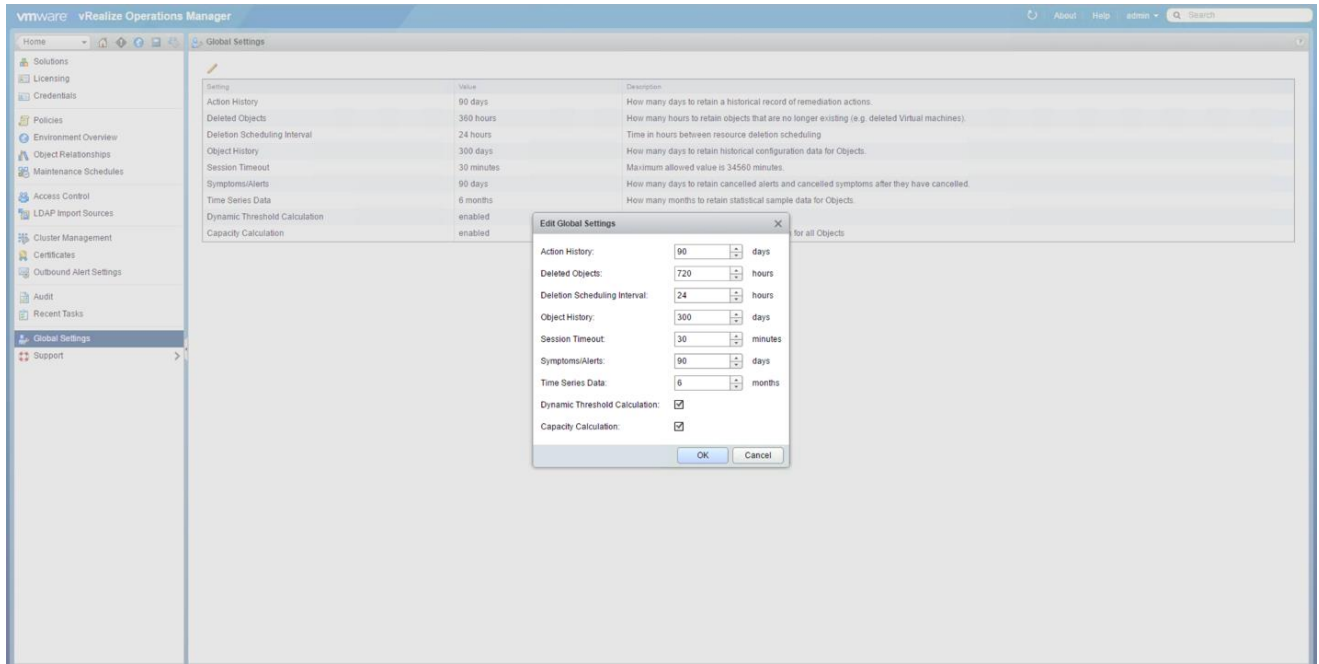 vmware vRealize Operations Manager
About Help admin Search
Home
Global Settings
Solutions
Licensing
Credentials
Policies
Environment Overview
Object Relationships
Maintenance Schedules
Access Control
LDAP Import Sources
Cluster Management
Certificates
Outbound Alert Settings
Audit
Recent Tasks
Global Settings
Support
Setting Value Description
Action History 90 days How many days to retain a historical record of remediation actions.
Deleted Objects 360 hours How many hours to retain objects that are no longer existing (e.g. deleted Virtual machines).
Deletion Scheduling Interval 24 hours Time in hours between resource deletion scheduling
Object History 300 days How many days to retain historical configuration data for Objects.
Session Timeout 30 minutes Maximum allowed value is 34560 minutes.
Symptoms/Alerts 90 days How many days to retain cancelled alerts and cancelled symptoms after they have cancelled.
Time Series Data 6 months How many months to retain statistical sample data for Objects.
Dynamic Threshold Calculation enabled
Capacity Calculation enabled for all Objects
Edit Global Settings
Action History: 90 days
Deleted Objects: 720 hours
Deletion Scheduling Interval: 24 hours
Object History: 300 days
Session Timeout: 30 minutes
Symptoms/Alerts: 90 days
Time Series Data: 6 months
Dynamic Threshold Calculation:
Capacity Calculation:
OK Cancel